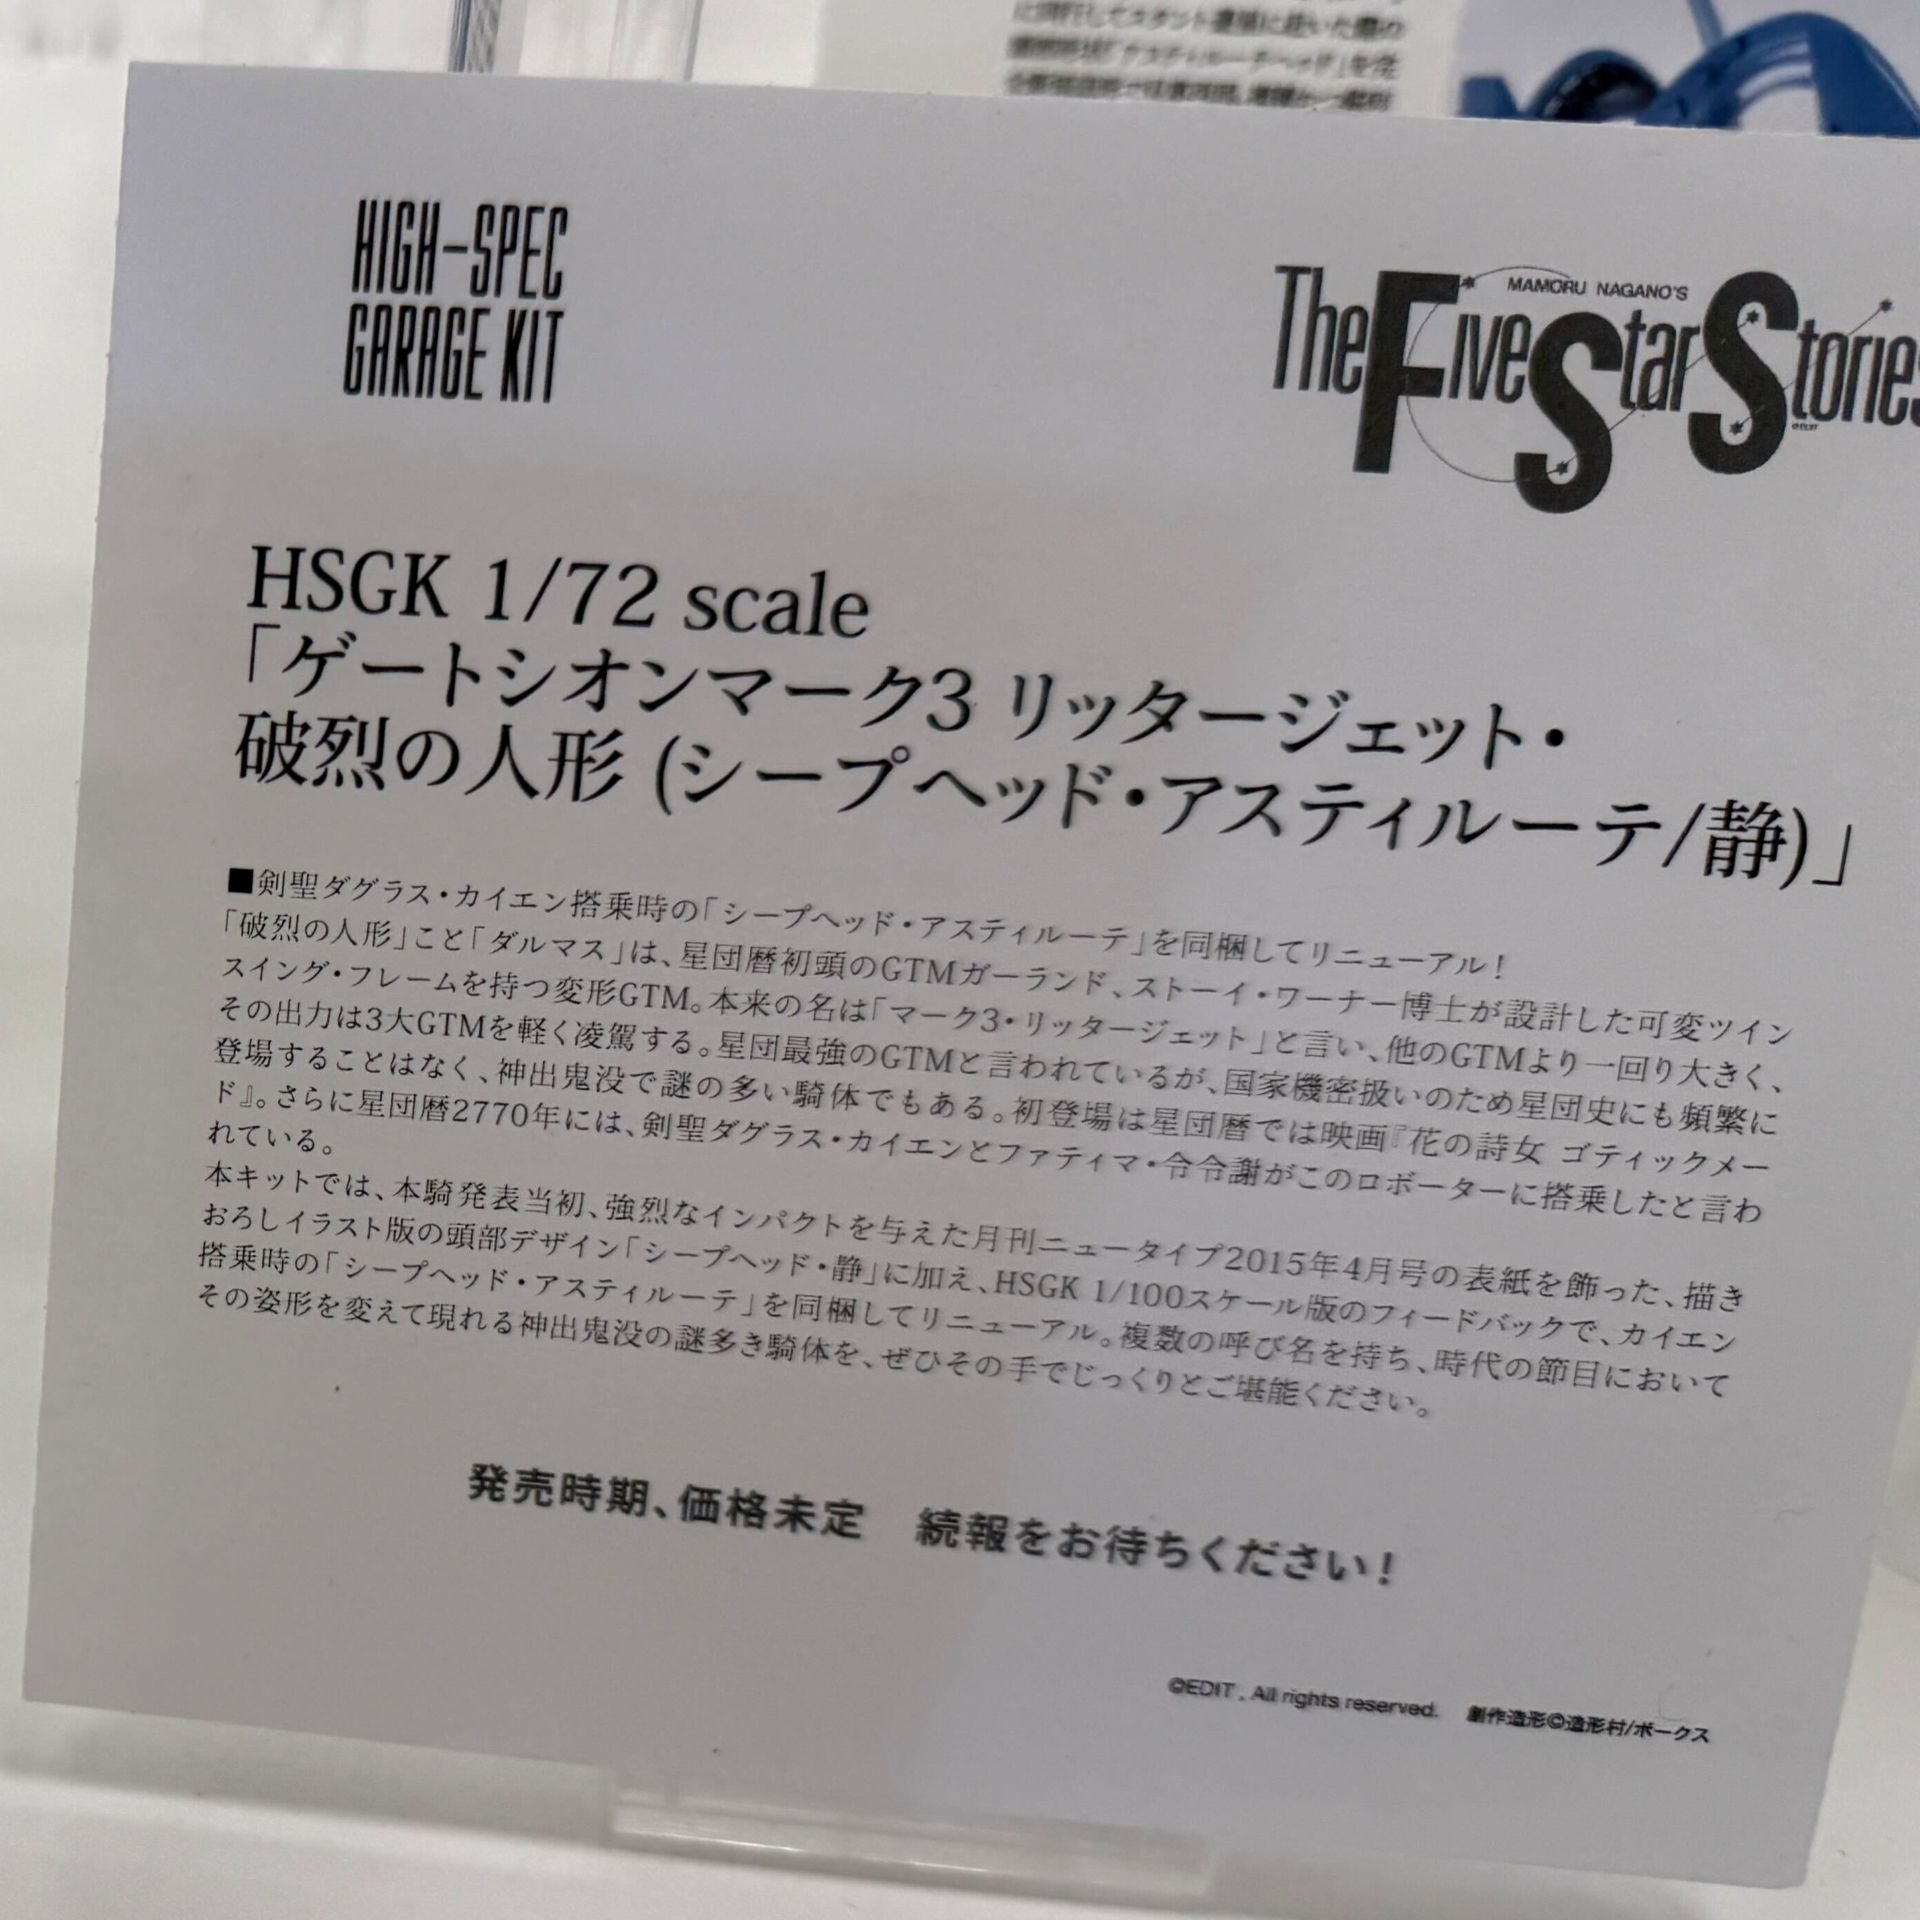 HIGH-SPEC
GARAGE KIT
MAMORU NAGANO'S
The Five Star Stories
HSGK 1/72 scale
「ゲートシオンマーク3 リッタージェット・
破烈の人形 (シープヘッド・アスティルーテ/静)」
■剣聖ダグラス・カイエン搭乗時の「シープヘッド・アスティルーテ」を同梱してリニューアル!
「破烈の人形」こと「ダルマス」は、星団暦初頭のGTMガーランド、ストーイ・ワーナー博士が設計した可変ツイン
スイング・フレームを持つ変形GTM。本来の名は「マーク3・リッタージェット」と言い、他のGTMより一回り大きく、
その出力は3大GTMを軽く凌駕する。星団最強のGTMと言われているが、国家機密扱いのため星団史にも頻繁に
登場することはなく、神出鬼没で謎の多い騎体でもある。初登場は星団暦では映画『花の詩女 ゴティックメー
ド』。さらに星団暦2770年には、剣聖ダグラス・カイエンとファティマ・令令謝がこのロボーターに搭乗したと言わ
れている。
本キットでは、本騎発表当初、強烈なインパクトを与えた月刊ニュータイプ2015年4月号の表紙を飾った、描き
おろしイラスト版の頭部デザイン「シープヘッド・静」に加え、HSGK 1/100スケール版のフィードバックで、カイエン
搭乗時の「シープヘッド・アスティルーテ」を同梱してリニューアル。複数の呼び名を持ち、時代の節目において
その姿形を変えて現れる神出鬼没の謎多き騎体を、ぜひその手でじっくりとご堪能ください。
発売時期、価格未定　続報をお待ちください!
©EDIT , All rights reserved.　創作造形©造形村/ボークス